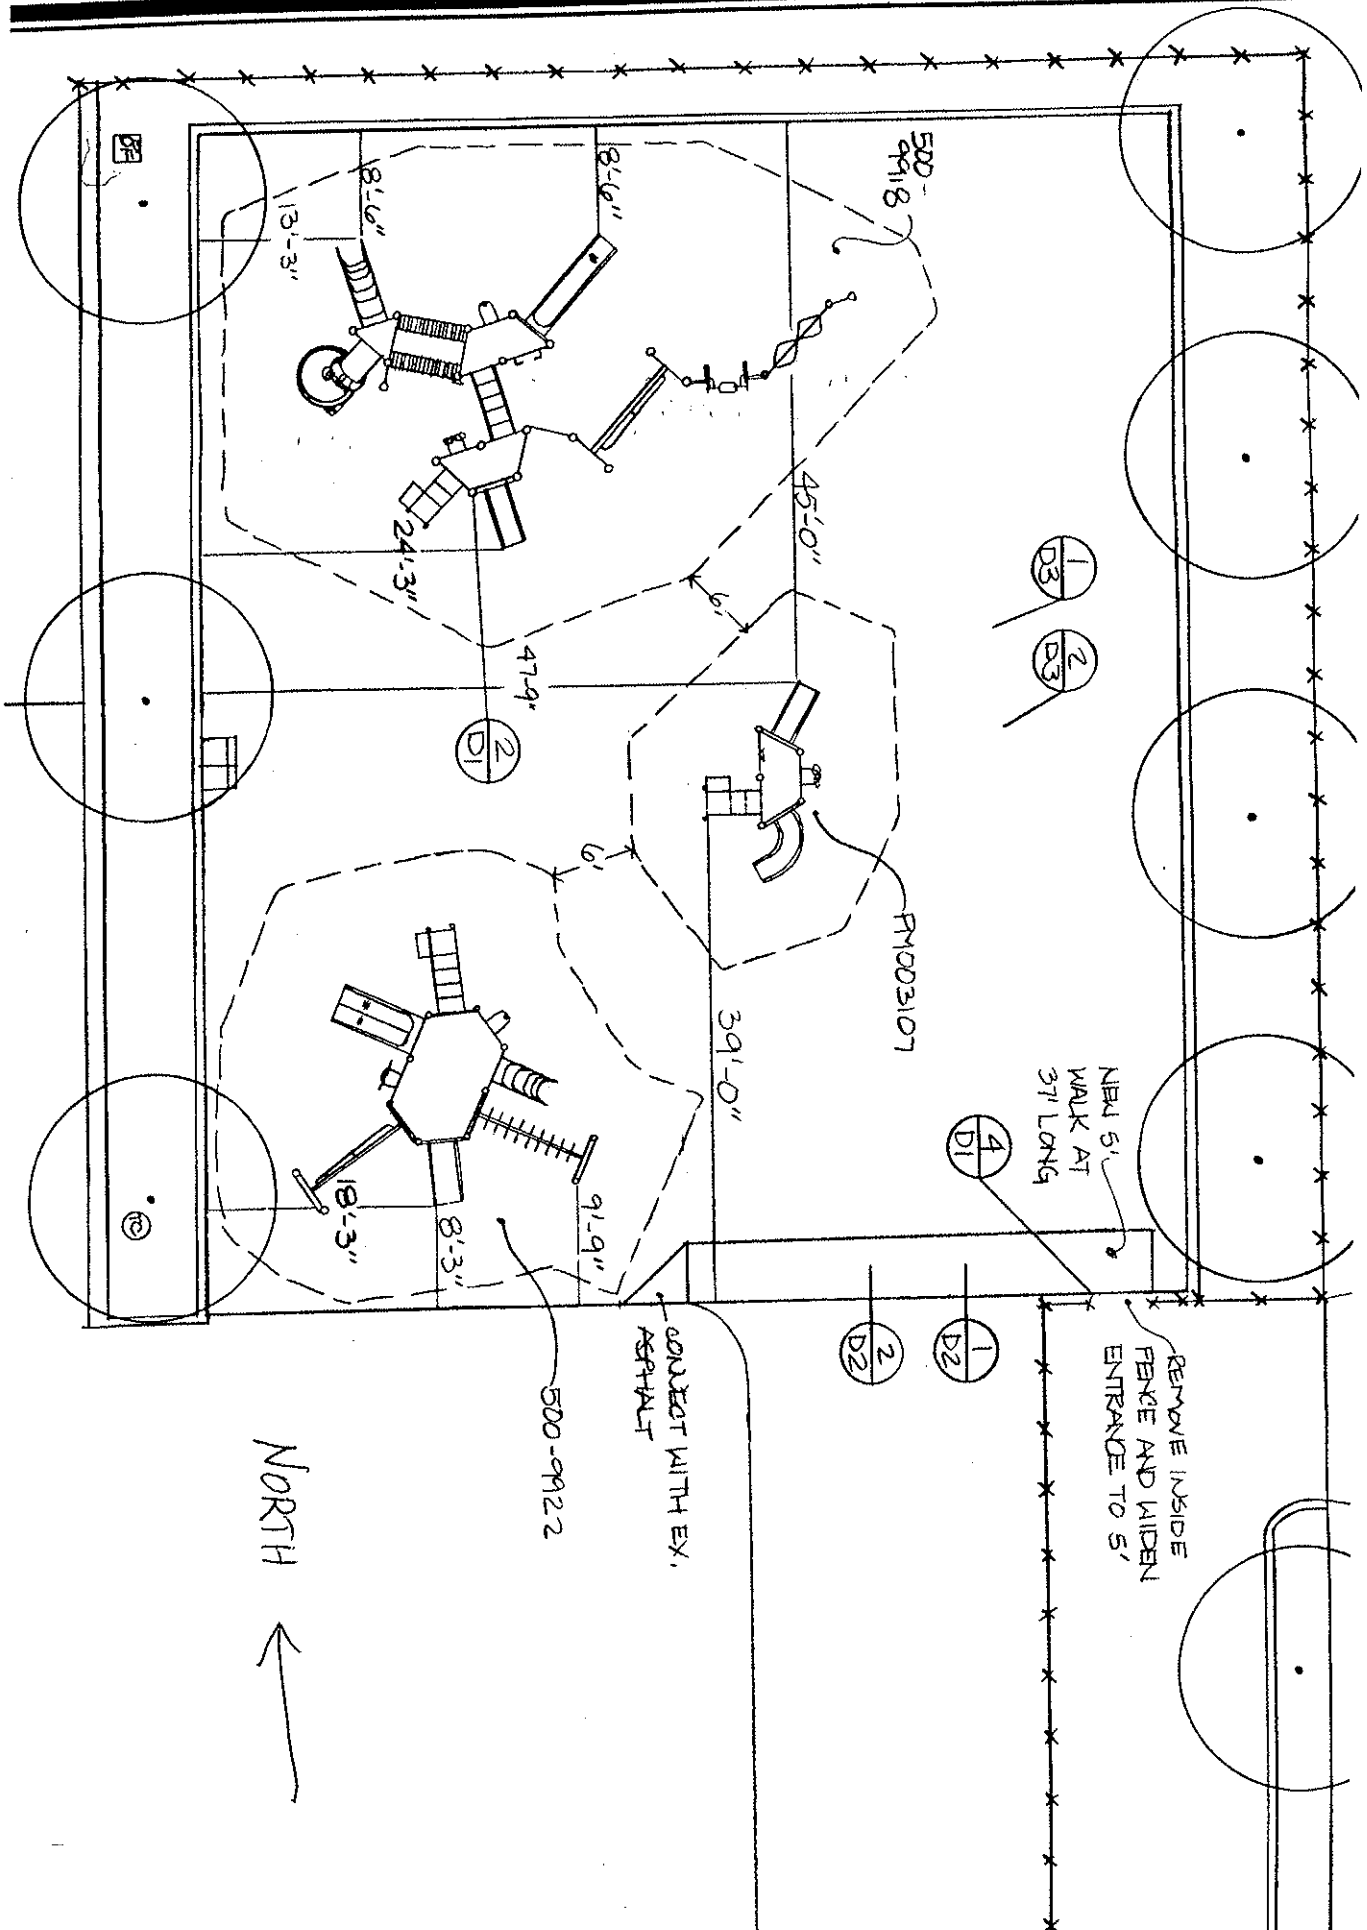 DF
13'-3"
8'-6"
8'-6"
500-
9918
24'-3"
45'-0"
6'
1
D3
2
D3
47'-9"
2
D1
6'
PM003107
39'-0"
NEW 5'
WALK AT
37' LONG
4
D1
TC
18'-3"
8'-3"
9'-9"
2
D2
1
D2
CONNECT WITH EX.
ASPHALT
REMOVE INSIDE
FENCE AND WIDEN
ENTRANCE TO 5'
500-9922
NORTH